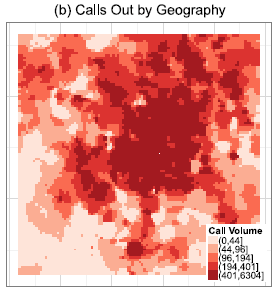 (b) Calls Out by Geography
Call Volume
(0,44]
(44,96]
(96,194]
(194,401]
(401,6304]